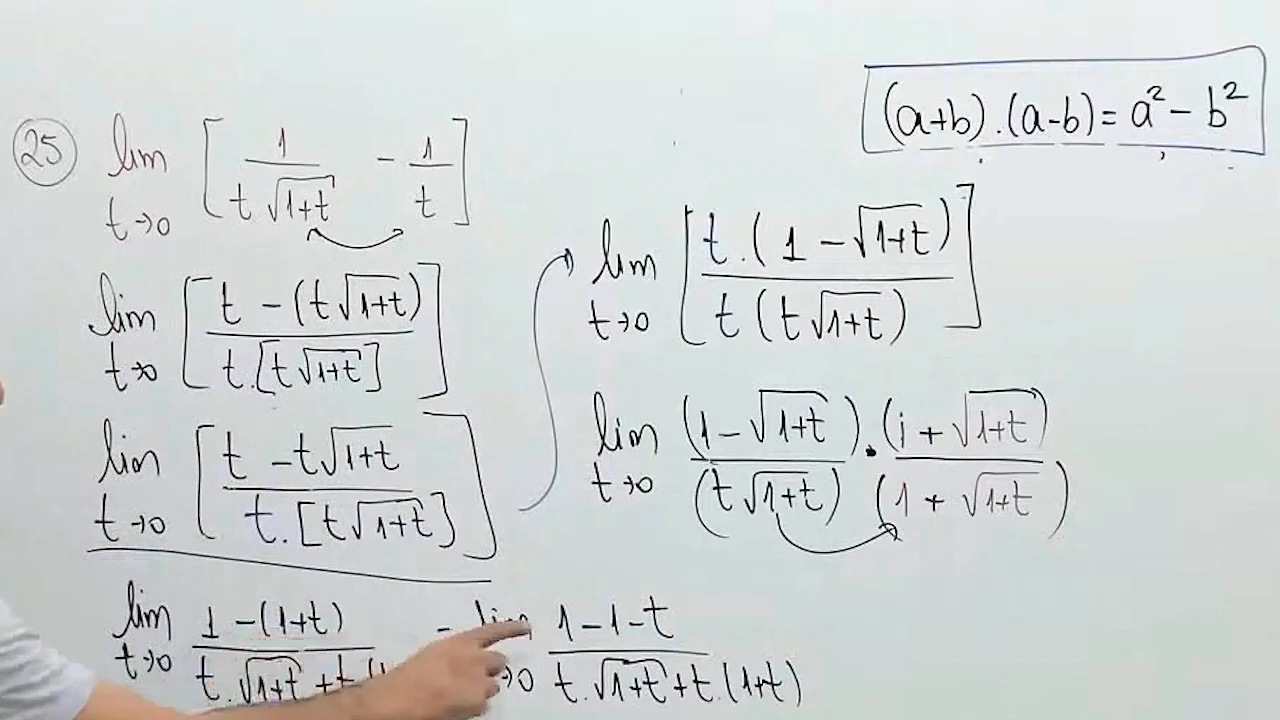 25 lim t→0 [ 1/(t √(1+t)) - 1/t ]
lim t→0 [ (t - (t√(1+t))) / (t.[t√(1+t)]) ]
lim t→0 [ (t - t√(1+t)) / (t.[t√(1+t)]) ]
(a+b).(a-b) = a² - b²
lim t→0 [ (t.(1 - √(1+t))) / (t (t√(1+t))) ]
lim t→0 (1 - √(1+t)) / (t√(1+t)) . (1 + √(1+t)) / (1 + √(1+t))
lim t→0 (1 - (1+t)) / (t.√(1+t) + t
lim →0 (1 - 1 - t) / (t.√(1+t) + t.(1+t))